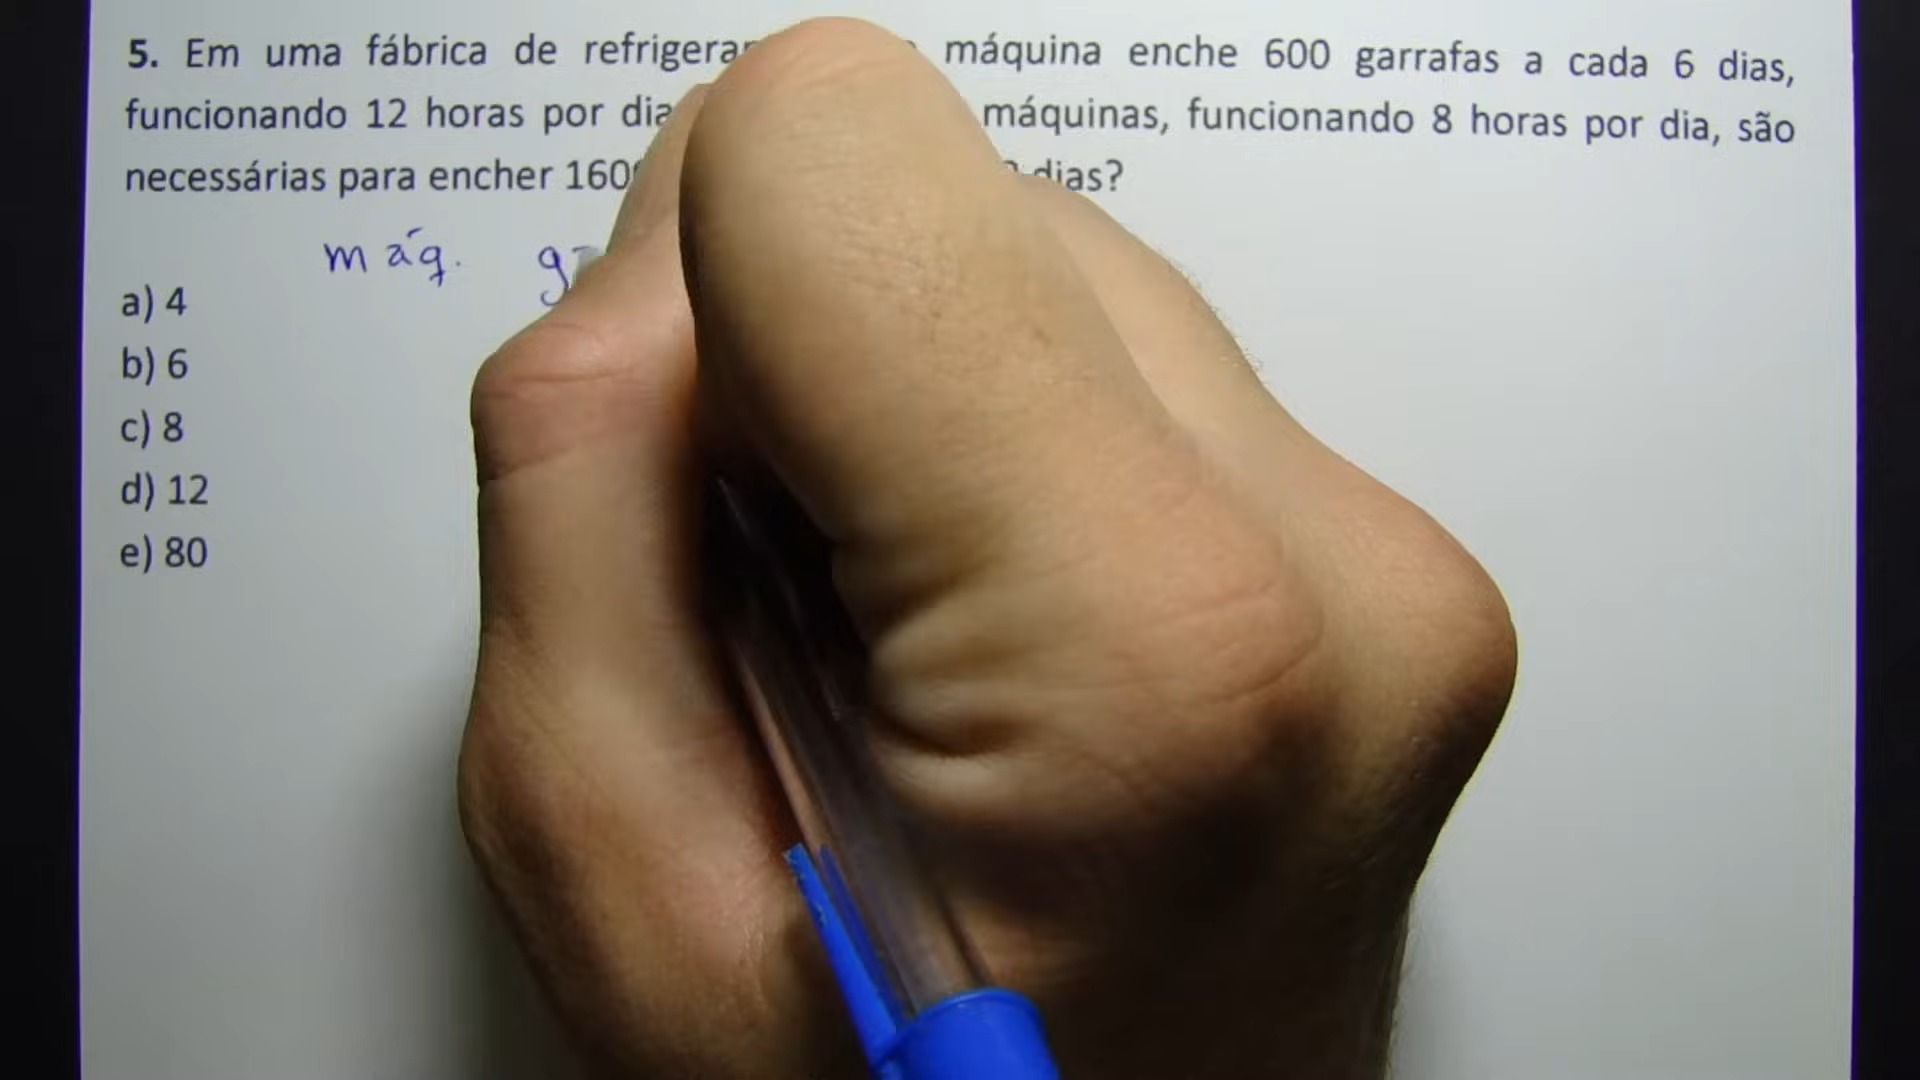 5. Em uma fábrica de máquina enche 600 garrafas a cada 6 dias,
funcionando 12 horas por dia máquinas, funcionando 8 horas por dia, são
necessárias para encher dias?
máq.
a) 4
b) 6
c) 8
d) 12
e) 80